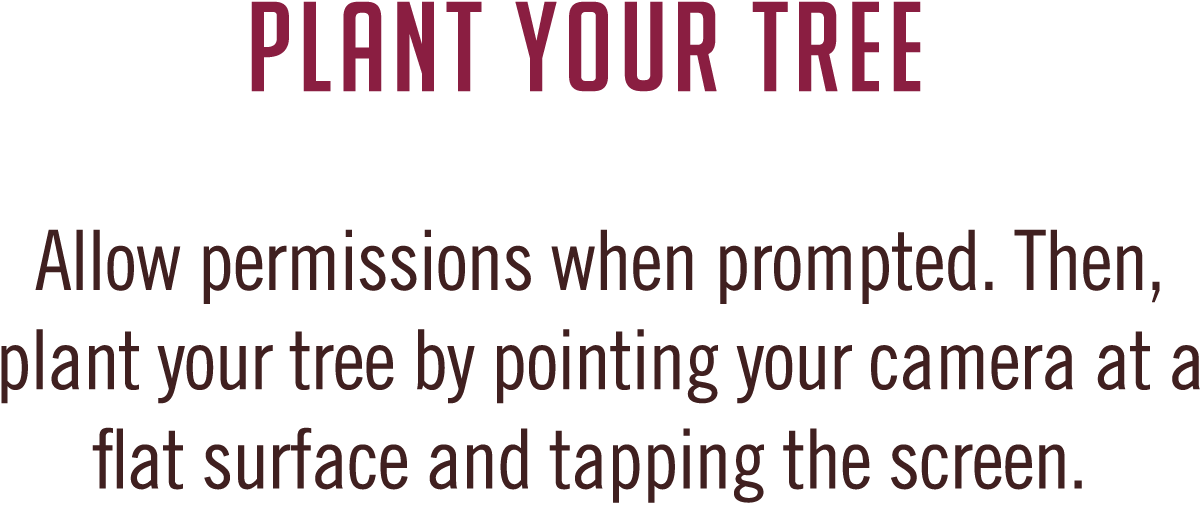 PLANT YOUR TREE
Allow permissions when prompted. Then,
plant your tree by pointing your camera at a
flat surface and tapping the screen.